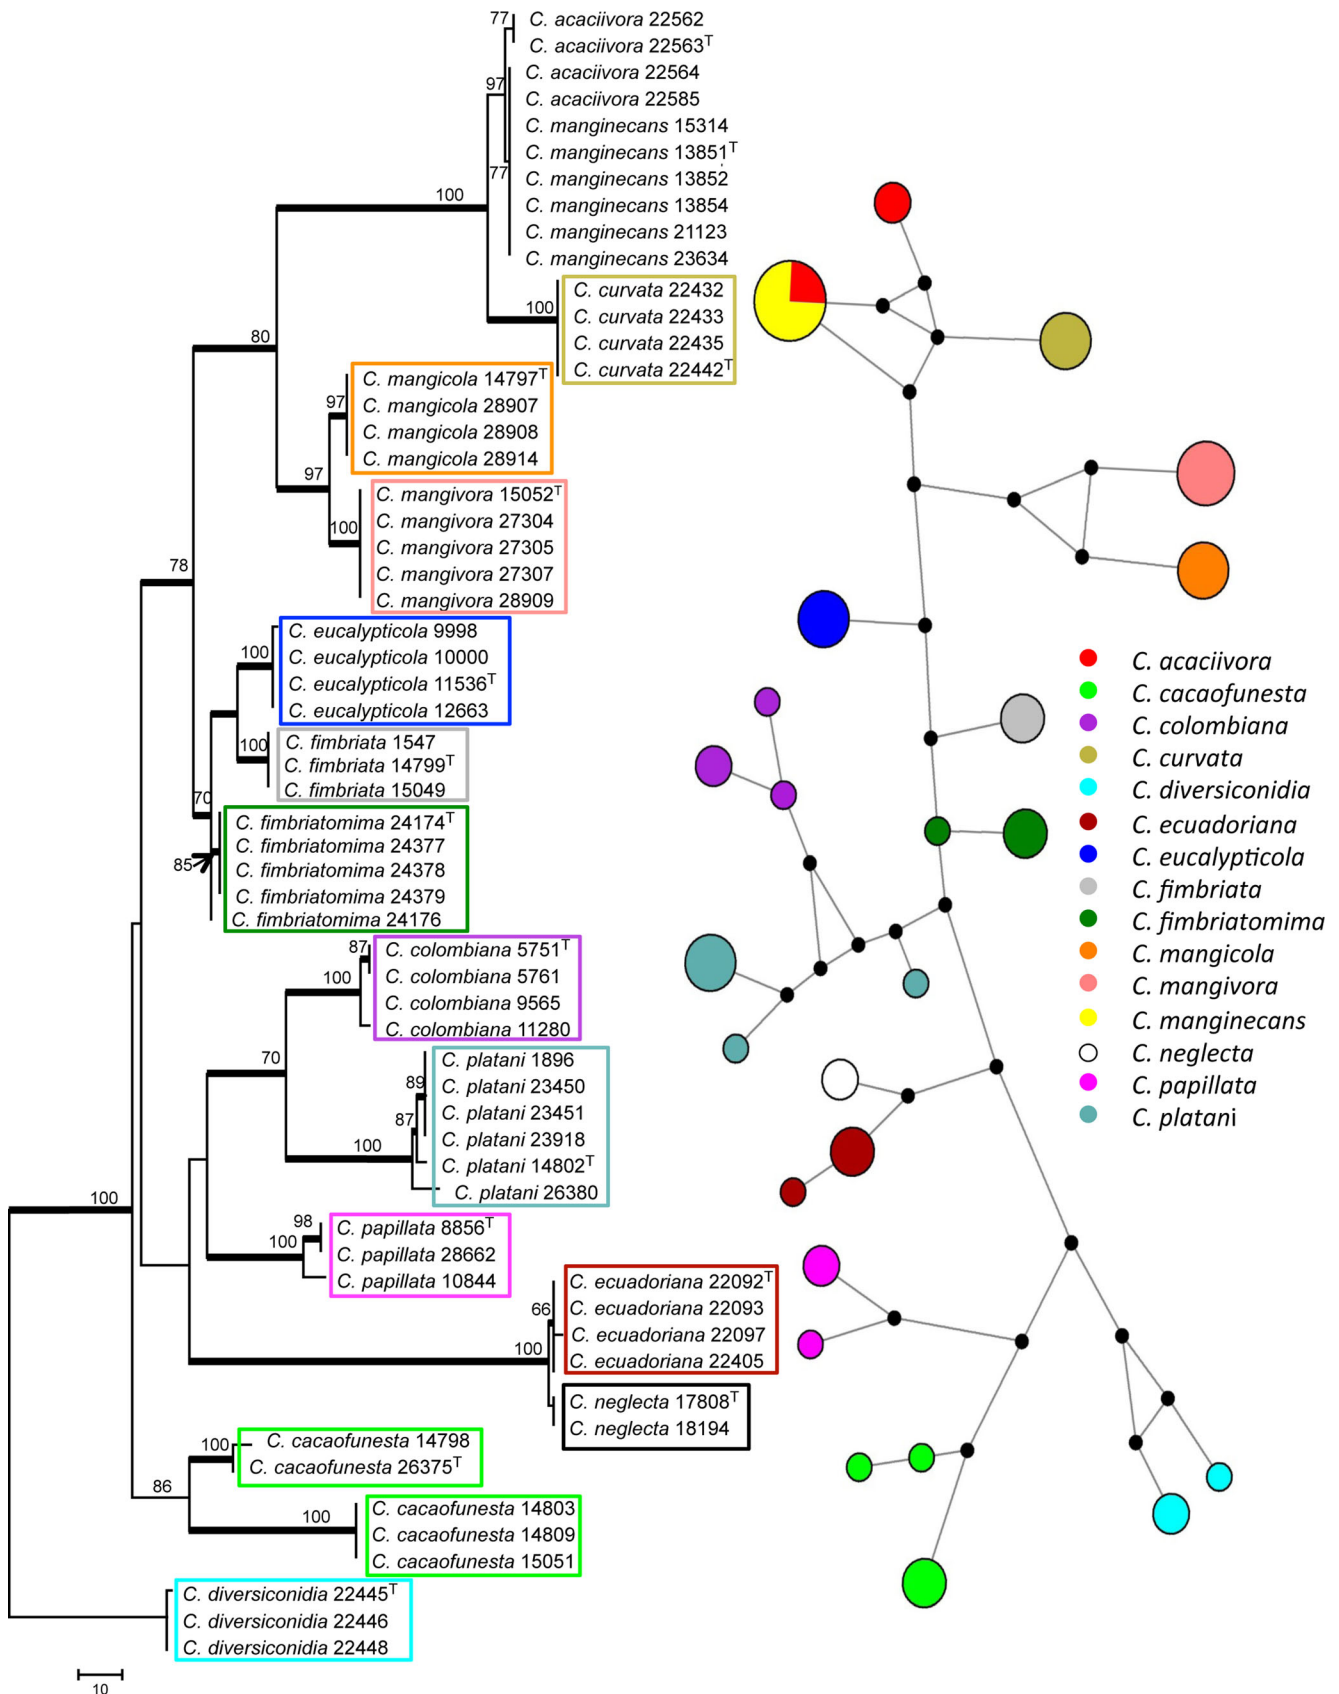 77
C. acaciivora 22562
C. acaciivora 22563T
C. acaciivora 22564
97
C. acaciivora 22585
C. manginecans 15314
C. manginecans 13851T
77
C. manginecans 13852
100
C. manginecans 13854
C. manginecans 21123
C. manginecans 23634
C. curvata 22432
100
C. curvata 22433
C. curvata 22435
C. curvata 22442T
80
C. mangicola 14797T
97
C. mangicola 28907
C. mangicola 28908
C. mangicola 28914
97
C. mangivora 15052T
100
C. mangivora 27304
C. mangivora 27305
C. mangivora 27307
C. mangivora 28909
78
C. eucalypticola 9998
100
C. eucalypticola 10000
C. eucalypticola 11536T
C. eucalypticola 12663
100
C. fimbriata 1547
C. fimbriata 14799T
C. fimbriata 15049
70
C. fimbriatomima 24174T
C. fimbriatomima 24377
85
C. fimbriatomima 24378
C. fimbriatomima 24379
C. fimbriatomima 24176
87
C. colombiana 5751T
100
C. colombiana 5761
C. colombiana 9565
C. colombiana 11280
70
C. platani 1896
89
C. platani 23450
87
C. platani 23451
100
C. platani 23918
C. platani 14802T
C. platani 26380
100
98
C. papillata 8856T
100
C. papillata 28662
C. papillata 10844
C. ecuadoriana 22092T
66
C. ecuadoriana 22093
100
C. ecuadoriana 22097
C. ecuadoriana 22405
C. neglecta 17808T
C. neglecta 18194
100
C. cacaofunesta 14798
C. cacaofunesta 26375T
86
100
C. cacaofunesta 14803
C. cacaofunesta 14809
C. cacaofunesta 15051
C. diversiconidia 22445T
C. diversiconidia 22446
C. diversiconidia 22448
10
C. acaciivora
C. cacaofunesta
C. colombiana
C. curvata
C. diversiconidia
C. ecuadoriana
C. eucalypticola
C. fimbriata
C. fimbriatomima
C. mangicola
C. mangivora
C. manginecans
C. neglecta
C. papillata
C. platani